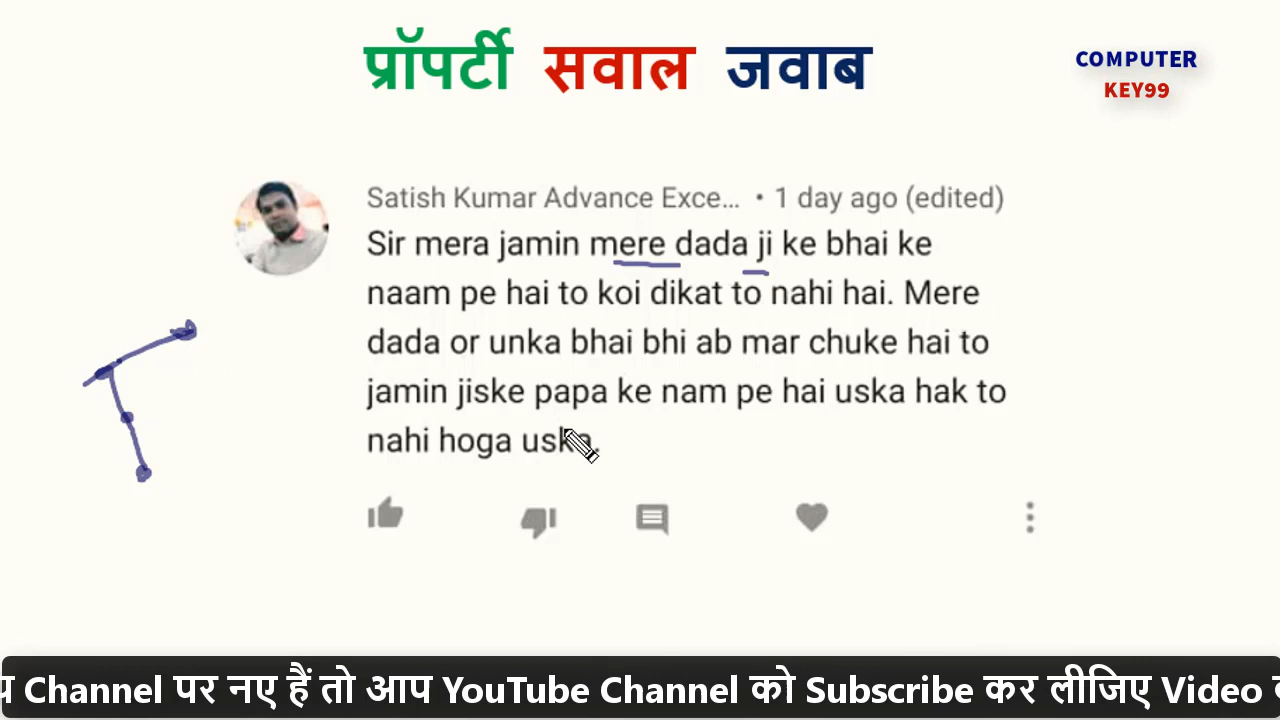 प्रॉपर्टी सवाल जवाब
COMPUTER
KEY99
Satish Kumar Advance Exce... • 1 day ago (edited)
Sir mera jamin mere dada ji ke bhai ke
naam pe hai to koi dikat to nahi hai. Mere
dada or unka bhai bhi ab mar chuke hai to
jamin jiske papa ke nam pe hai uska hak to
nahi hoga uska.
Channel पर नए हैं तो आप YouTube Channel को Subscribe कर लीजिए Video